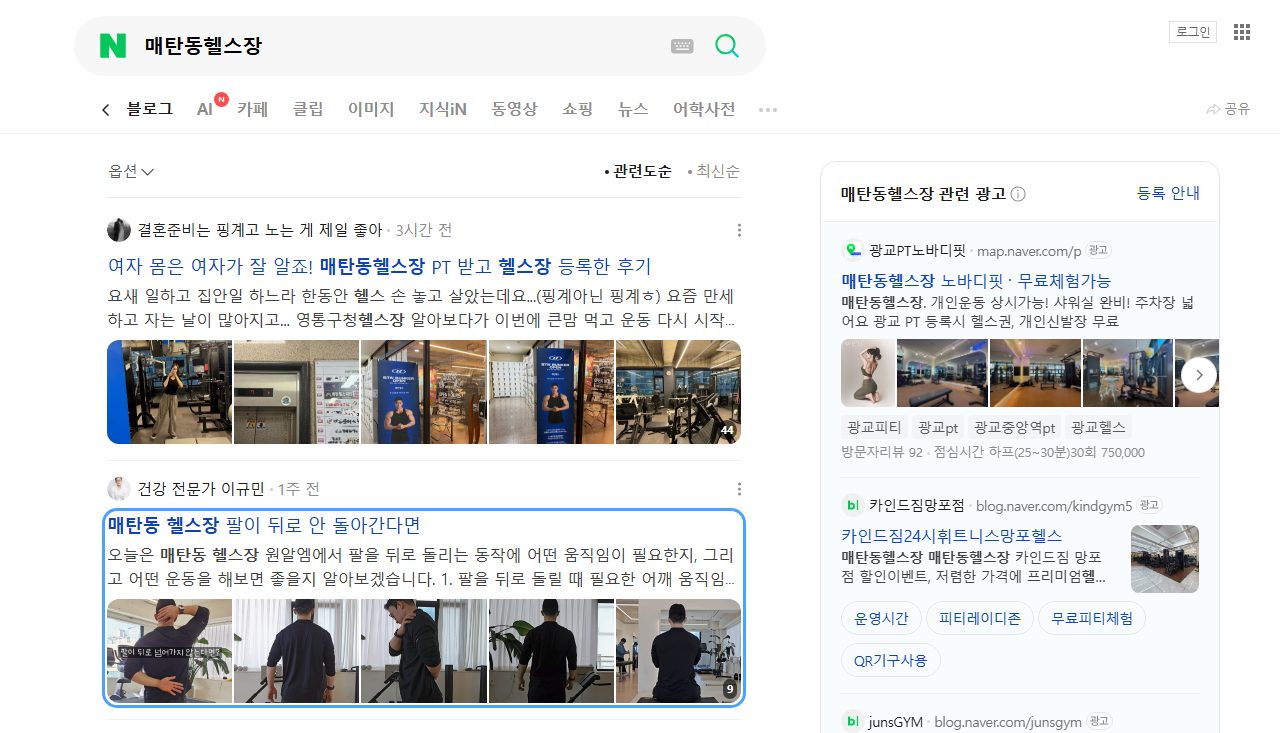 매탄동헬스장
로그인
블로그 AI N 카페 클립 이미지 지식iN 동영상 쇼핑 뉴스 어학사전
공유
옵션
• 관련도순 • 최신순
결혼준비는 핑계고 노는 게 제일 좋아 · 3시간 전
여자 몸은 여자가 잘 알죠! 매탄동헬스장 PT 받고 헬스장 등록한 후기
요새 일하고 집안일 하느라 한동안 헬스 손 놓고 살았는데요...(핑계아닌 핑계ㅎ) 요즘 만세
하고 자는 날이 많아지고... 영통구청헬스장 알아보다가 이번에 큰맘 먹고 운동 다시 시작...
44
건강 전문가 이규민 · 1주 전
매탄동 헬스장 팔이 뒤로 안 돌아간다면
오늘은 매탄동 헬스장 원알엠에서 팔을 뒤로 돌리는 동작에 어떤 움직임이 필요한지, 그리
고 어떤 운동을 해보면 좋을지 알아보겠습니다. 1. 팔을 뒤로 돌릴 때 필요한 어깨 움직임...
팔이 뒤로 넘어가지 않는다면?
9
매탄동헬스장 관련 광고
등록 안내
광교PT노바디핏 · map.naver.com/p 광고
매탄동헬스장 노바디핏 · 무료체험가능
매탄동헬스장. 개인운동 상시가능! 샤워실 완비! 주차장 넓
어요 광교 PT 등록시 헬스권, 개인신발장 무료
광교피티 광교pt 광교중앙역pt 광교헬스
방문자리뷰 92 · 점심시간 하프(25~30분)30회 750,000
bl 카인드짐망포점 · blog.naver.com/kindgym5 광고
카인드짐24시휘트니스망포헬스
매탄동헬스장 매탄동헬스장 카인드짐 망포
점 할인이벤트, 저렴한 가격에 프리미엄헬...
운영시간 피티레이디존 무료피티체험
QR기구사용
bl junsGYM · blog.naver.com/junsgym 광고